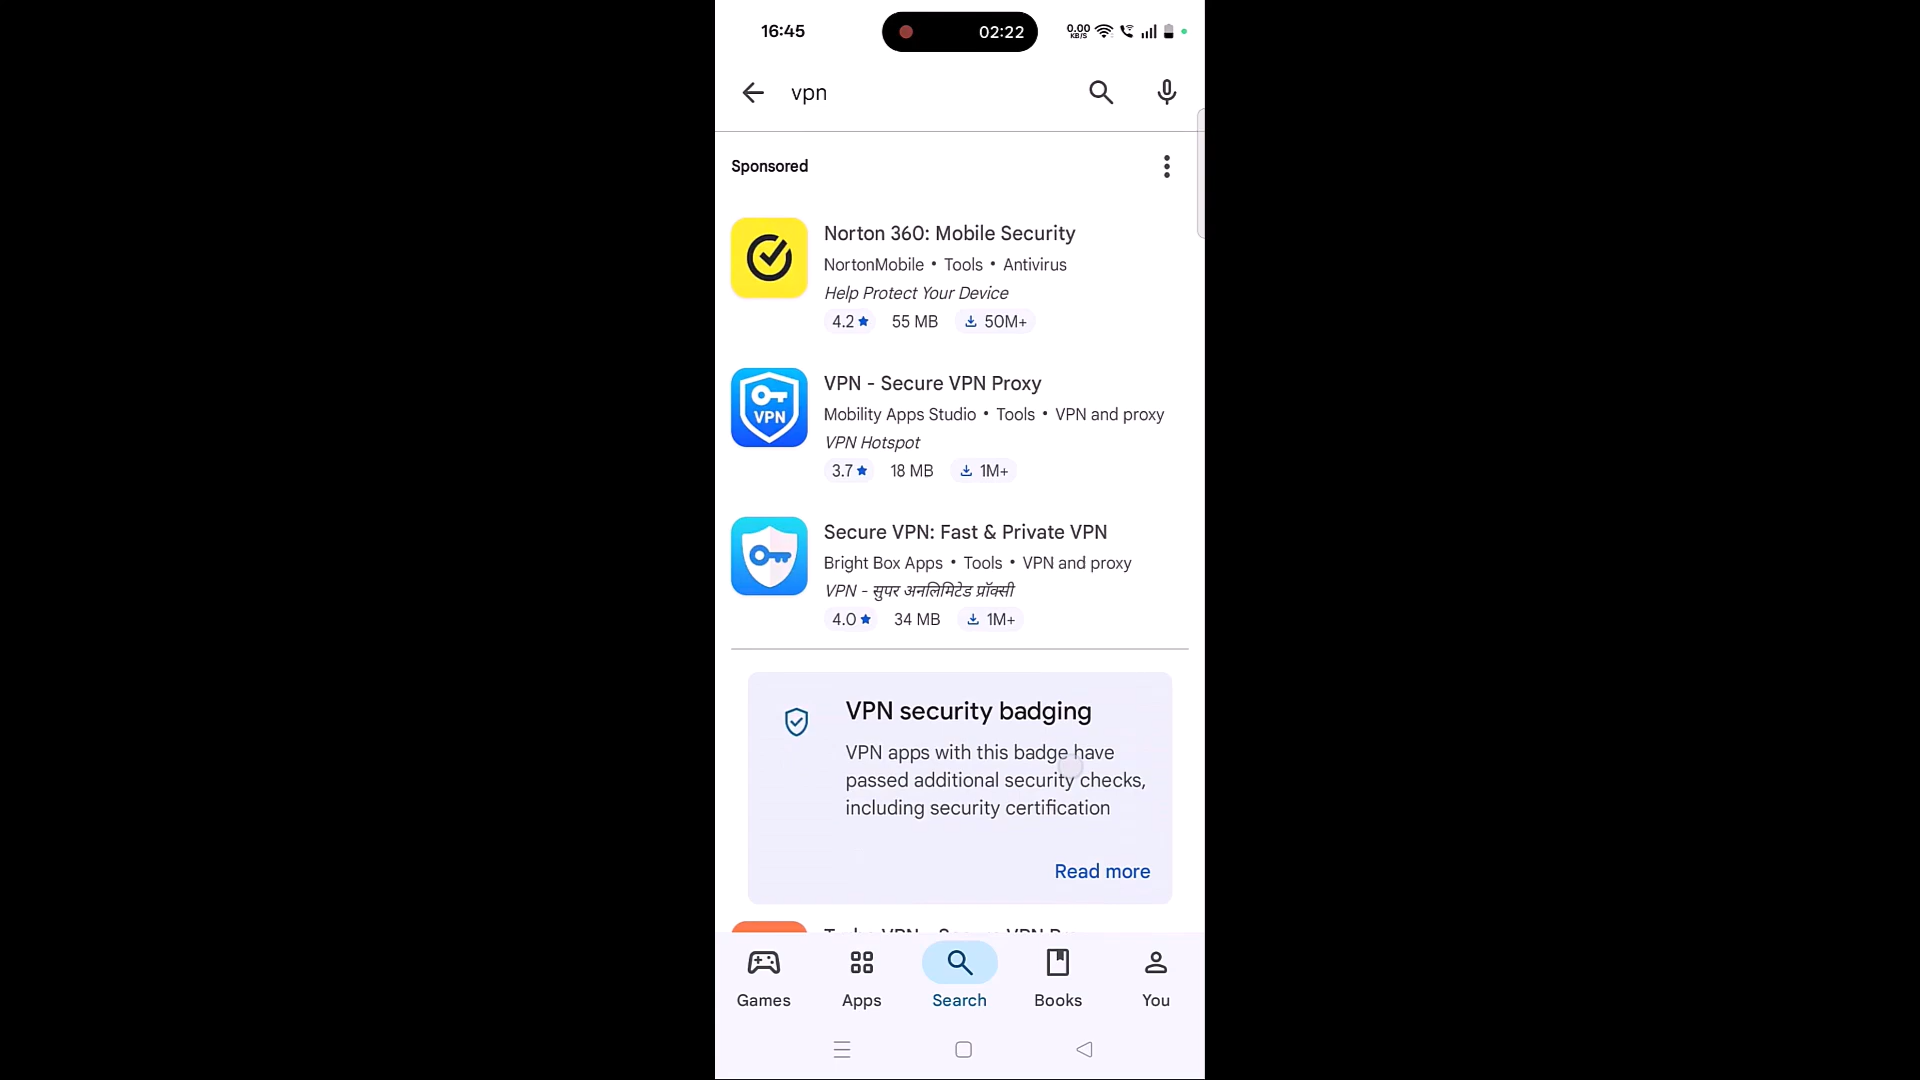 16:45
02:22
0.00
KB/S
vpn
Sponsored
Norton 360: Mobile Security
NortonMobile • Tools • Antivirus
Help Protect Your Device
4.2 55 MB 50M+
VPN - Secure VPN Proxy
VPN
Mobility Apps Studio • Tools • VPN and proxy
VPN Hotspot
3.7 18 MB 1M+
Secure VPN: Fast & Private VPN
Bright Box Apps • Tools • VPN and proxy
VPN - सुपर अनलिमिटेड प्रॉक्सी
4.0 34 MB 1M+
VPN security badging
VPN apps with this badge have
passed additional security checks,
including security certification
Read more
Games Apps Search Books You